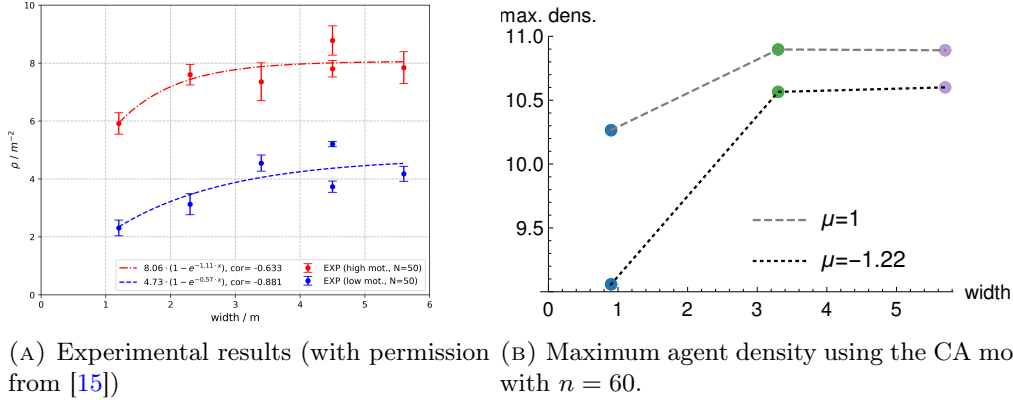 10
8
6
4
2
0
ρ / m⁻²
0 1 2 3 4 5 6
width / m
8.06 · (1 − e^{−1.11·x}), cor= -0.633
4.73 · (1 − e^{−0.57·x}), cor= -0.881
EXP (high mot., N=50)
EXP (low mot., N=50)
(A) Experimental results (with permission
from [15])
max. dens.
11.0
10.5
10.0
9.5
μ=1
μ=−1.22
0 1 2 3 4 5
width
(B) Maximum agent density using the CA mo
with n = 60.